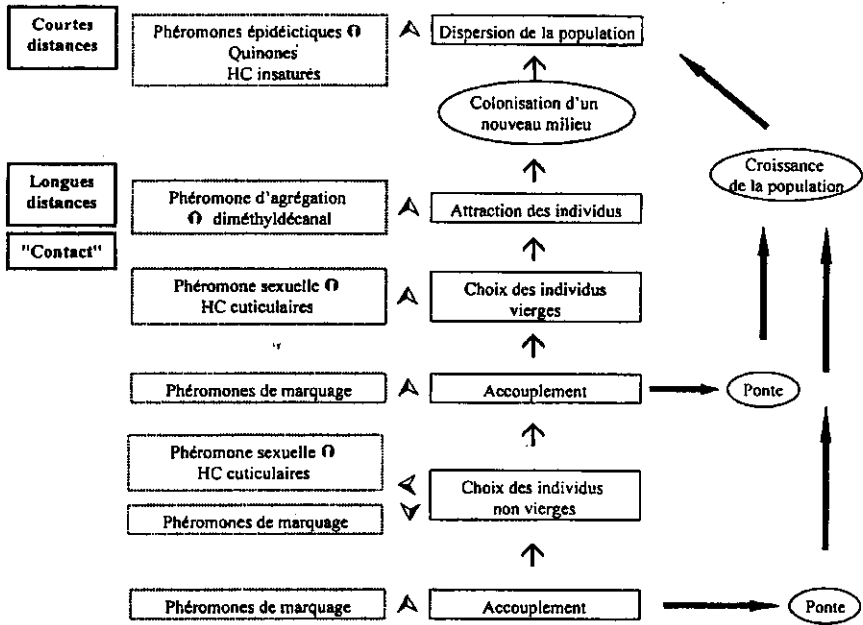 Courtes
distances
Phéromones épidéictiques
Quinones
HC insaturés
Dispersion de la population
Colonisation d'un
nouveau milieu
Croissance
de la population
Longues
distances
Phéromone d'agrégation
diméthyldécanal
Attraction des individus
"Contact"
Phéromone sexuelle
HC cuticulaires
Choix des individus
vierges
Phéromones de marquage
Accouplement
Ponte
Phéromone sexuelle
HC cuticulaires
Phéromones de marquage
Choix des individus
non vierges
Phéromones de marquage
Accouplement
Ponte